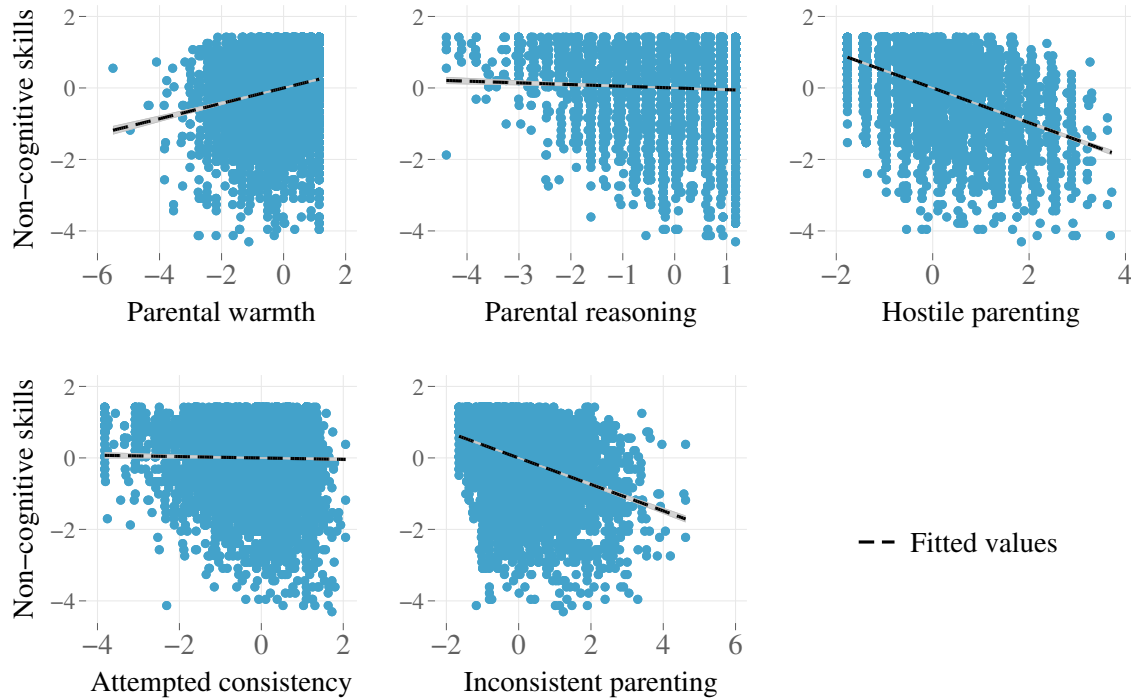 Non−cognitive skills
2
0
−2
−4
−6 −4 −2 0 2
Parental warmth
2
0
−2
−4
−4 −3 −2 −1 0 1
Parental reasoning
2
0
−2
−4
−2 0 2 4
Hostile parenting
Non−cognitive skills
2
0
−2
−4
−4 −2 0 2
Attempted consistency
2
0
−2
−4
−2 0 2 4 6
Inconsistent parenting
Fitted values